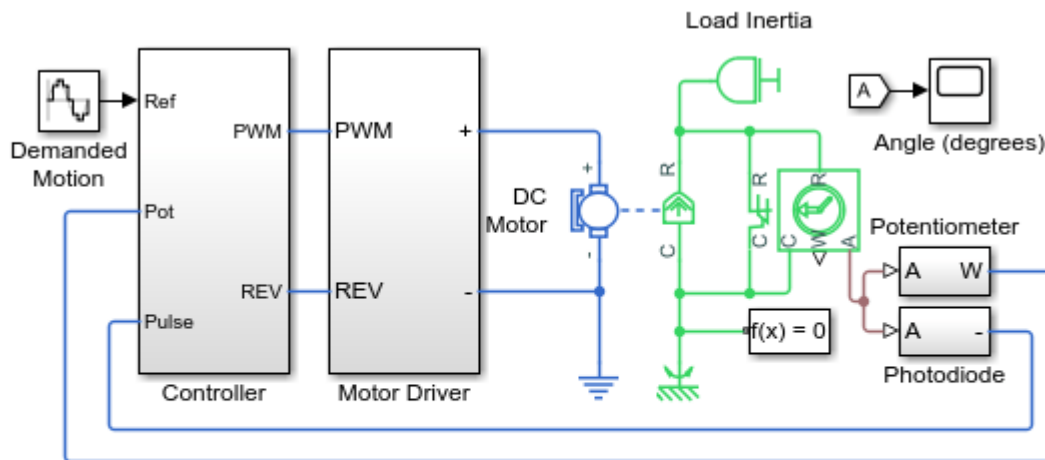 Load Inertia
Ref
PWM
PWM
+
A
Demanded
Motion
Angle (degrees)
+
R
R
R
DC
Motor
Pot
C
C
C
W
A
-
Potentiometer
A
W
REV
REV
-
Pulse
f(x) = 0
A
-
Controller
Motor Driver
Photodiode